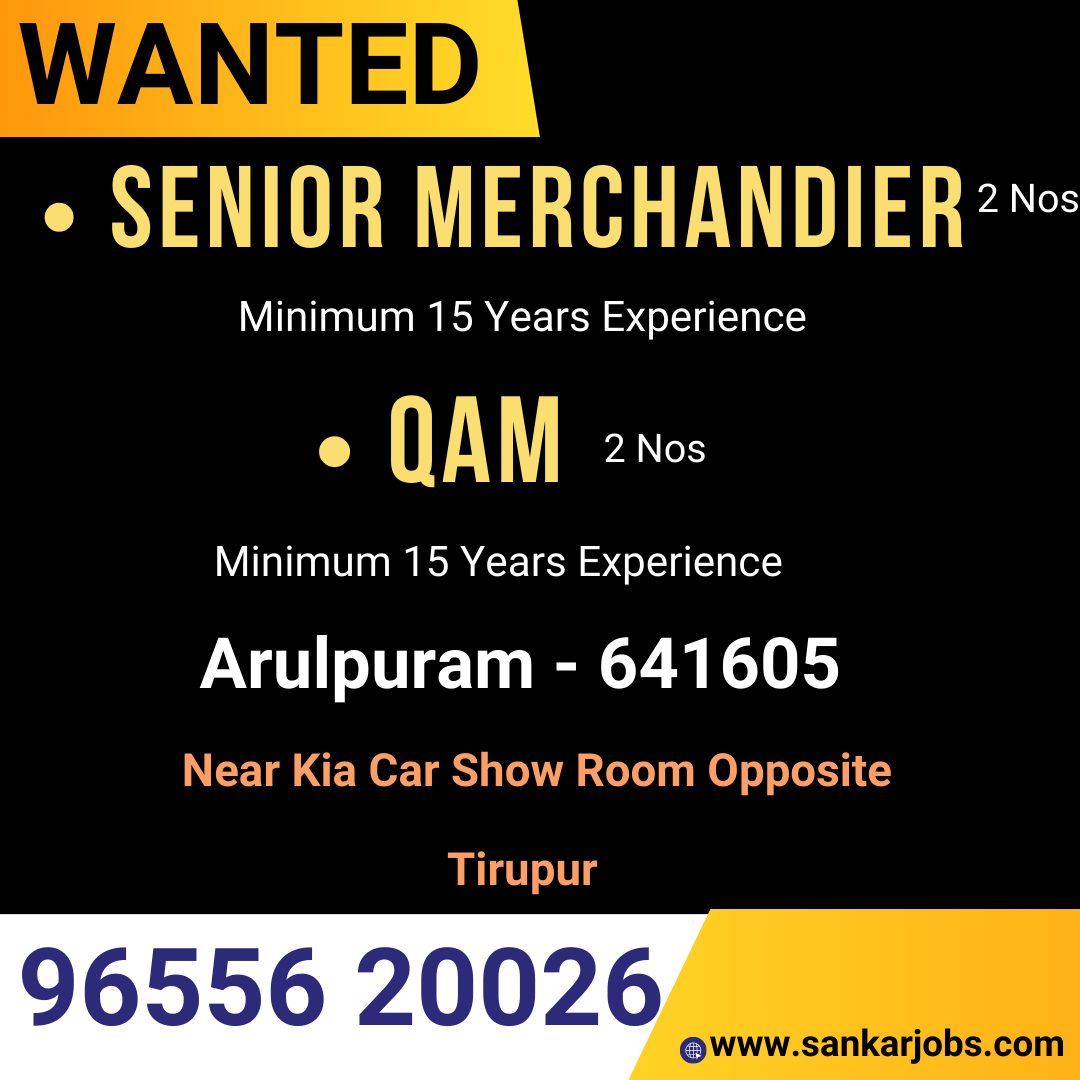 WANTED
• SENIOR MERCHANDIER 2 Nos
Minimum 15 Years Experience
• QAM 2 Nos
Minimum 15 Years Experience
Arulpuram - 641605
Near Kia Car Show Room Opposite
Tirupur
96556 20026
www.sankarjobs.com